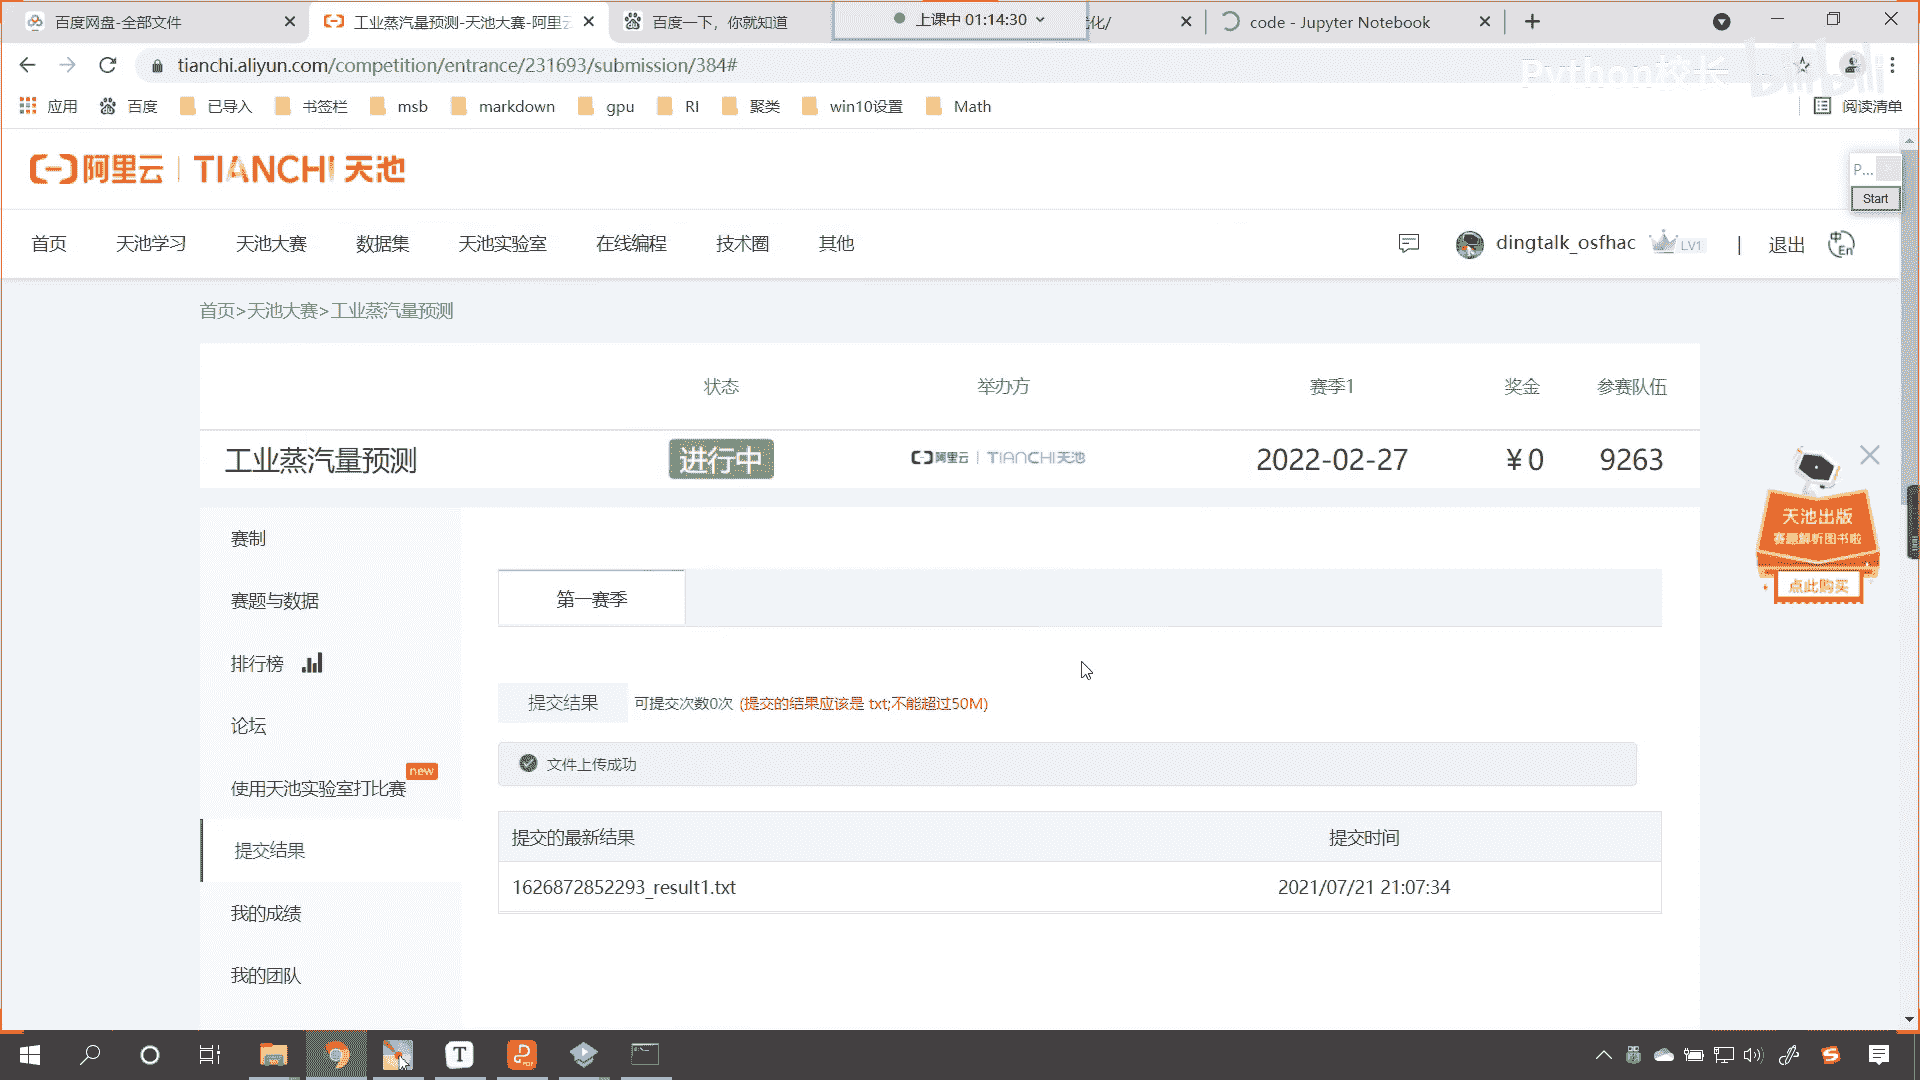 百度网盘-全部文件
工业蒸汽量预测-天池大赛-阿里云
百度一下，你就知道
上课中 01:14:30
化/
code - Jupyter Notebook
tianchi.aliyun.com/competition/entrance/231693/submission/384#
Python校长
bilibili
应用
百度
已导入
书签栏
msb
markdown
gpu
RI
聚类
win10设置
Math
阅读清单
阿里云 | TIANCHI 天池
P...
Start
首页
天池学习
天池大赛
数据集
天池实验室
在线编程
技术圈
其他
dingtalk_osfhac
LV1
|
退出
中 En
首页>天池大赛>工业蒸汽量预测
状态
举办方
赛季1
奖金
参赛队伍
工业蒸汽量预测
进行中
阿里云 | TIANCHI天池
2022-02-27
¥0
9263
天池出版
赛题解析图书啦
点此购买
赛制
赛题与数据
排行榜
论坛
使用天池实验室打比赛
new
提交结果
我的成绩
我的团队
第一赛季
提交结果
可提交次数0次 (提交的结果应该是 txt;不能超过50M)
文件上传成功
提交的最新结果
提交时间
1626872852293_result1.txt
2021/07/21 21:07:34